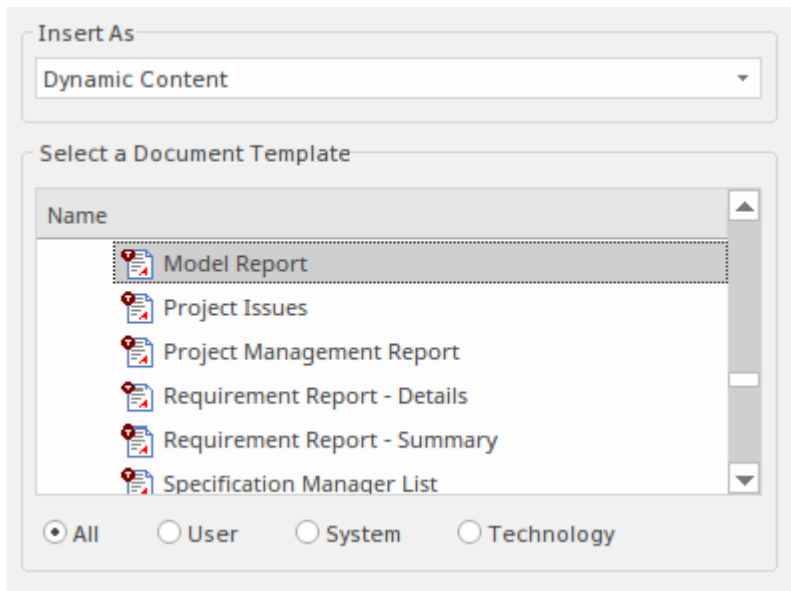 Insert As
Dynamic Content
Select a Document Template
Name
Model Report
Project Issues
Project Management Report
Requirement Report - Details
Requirement Report - Summary
Specification Manager List
All User System Technology